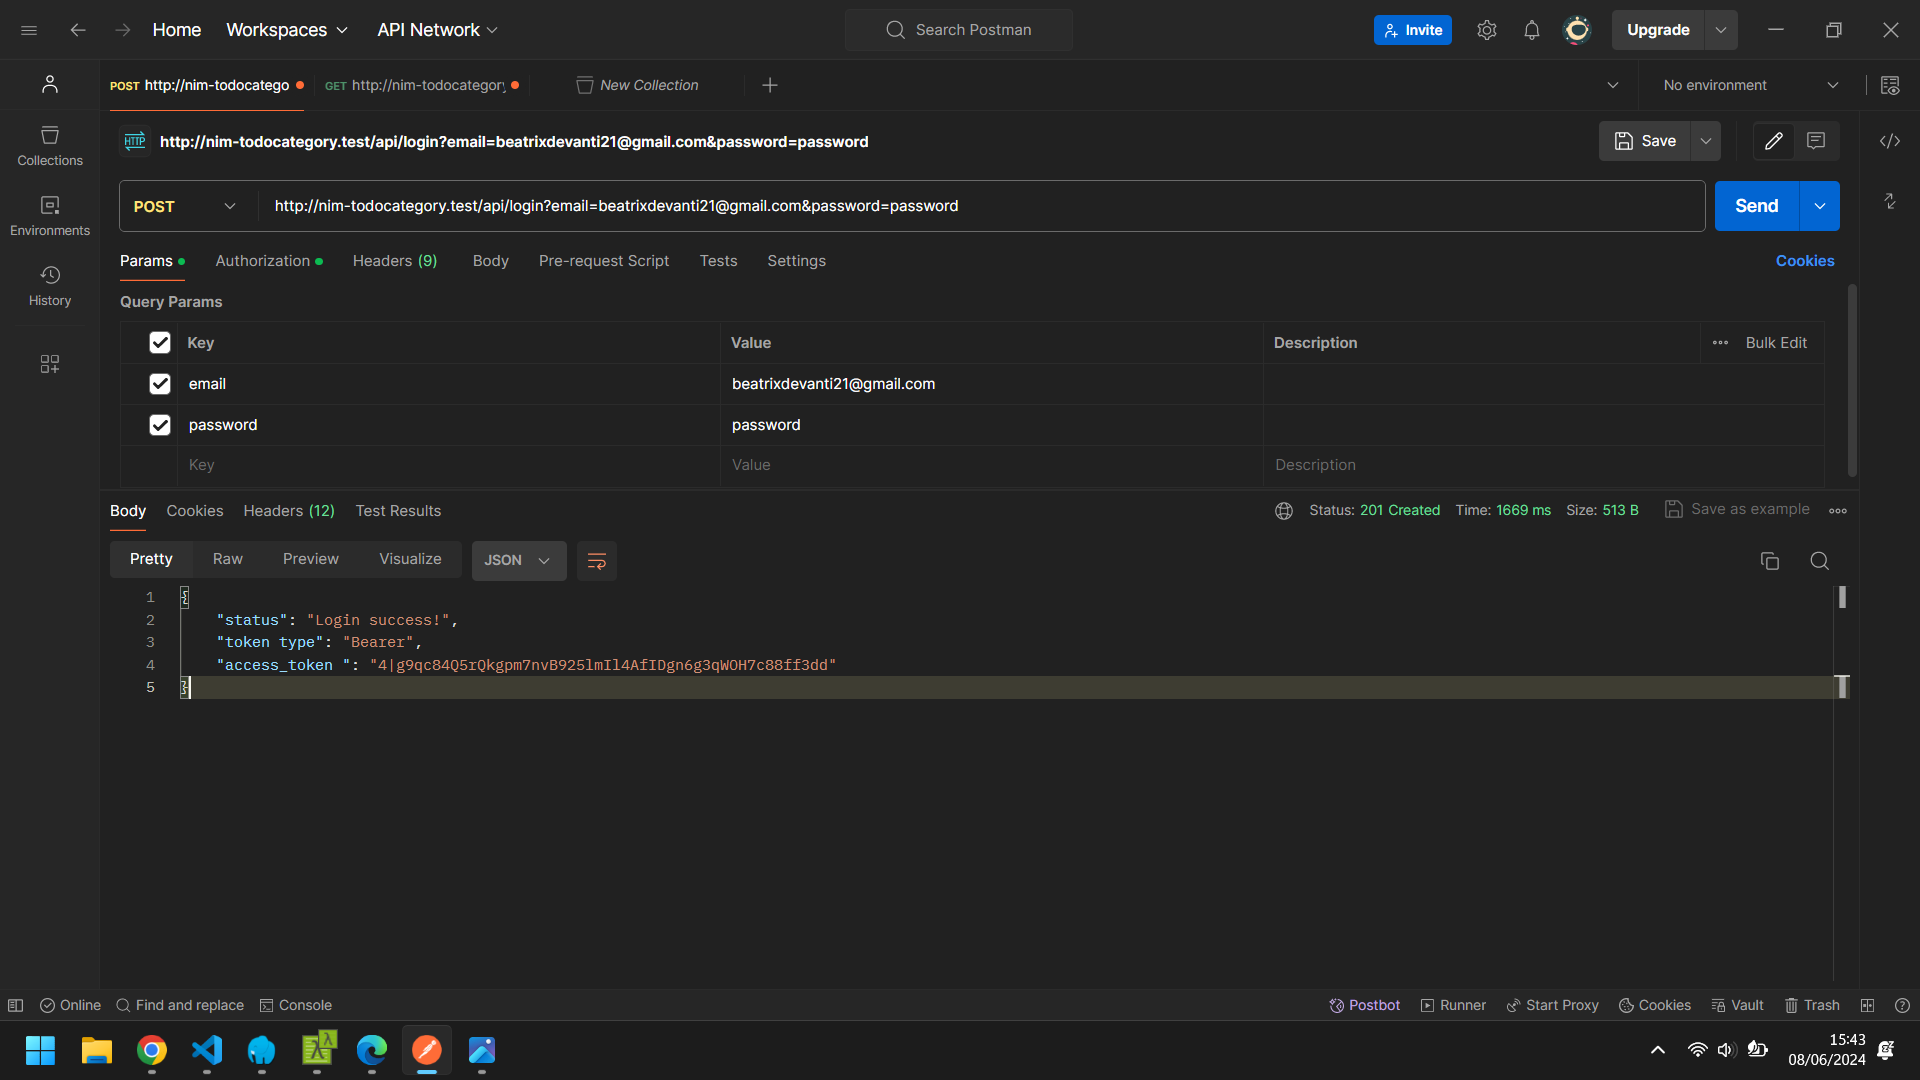 Home Workspaces API Network Search Postman Invite Upgrade
POST http://nim-todocatego GET http://nim-todocategory New Collection No environment
HTTP http://nim-todocategory.test/api/login?email=beatrixdevanti21@gmail.com&password=password Save
Collections
POST http://nim-todocategory.test/api/login?email=beatrixdevanti21@gmail.com&password=password Send
Environments
Params Authorization Headers (9) Body Pre-request Script Tests Settings Cookies
History
Query Params
Key Value Description Bulk Edit
email beatrixdevanti21@gmail.com
password password
Key Value Description
Body Cookies Headers (12) Test Results Status: 201 Created Time: 1669 ms Size: 513 B Save as example
Pretty Raw Preview Visualize JSON
1 {
2 "status": "Login success!",
3 "token type": "Bearer",
4 "access_token ": "4|g9qc84Q5rQkgpm7nvB925lmIl4AfIDgn6g3qWOH7c88ff3dd"
5 }
Online Find and replace Console Postbot Runner Start Proxy Cookies Vault Trash
15:43
08/06/2024